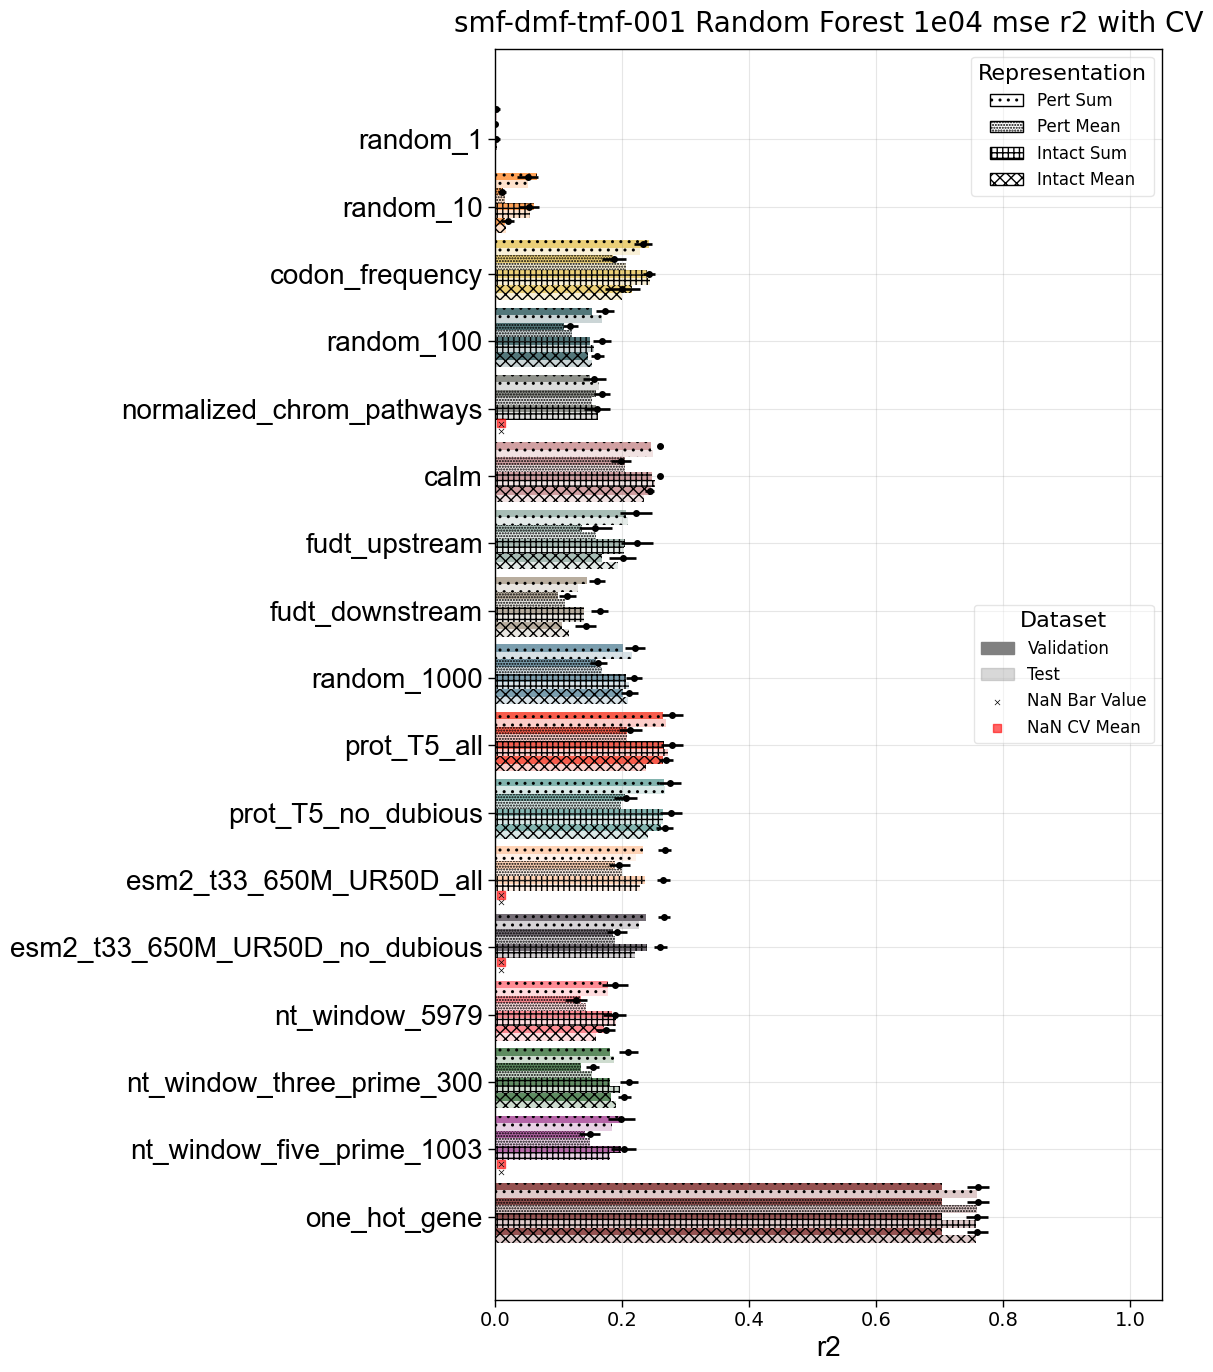 smf-dmf-tmf-001 Random Forest 1e04 mse r2 with CV
Representation
Pert Sum
Pert Mean
Intact Sum
Intact Mean
random_1
random_10
codon_frequency
random_100
normalized_chrom_pathways
calm
fudt_upstream
fudt_downstream
Dataset
Validation
Test
NaN Bar Value
NaN CV Mean
random_1000
prot_T5_all
prot_T5_no_dubious
esm2_t33_650M_UR50D_all
esm2_t33_650M_UR50D_no_dubious
nt_window_5979
nt_window_three_prime_300
nt_window_five_prime_1003
one_hot_gene
0.0 0.2 0.4 0.6 0.8 1.0
r2